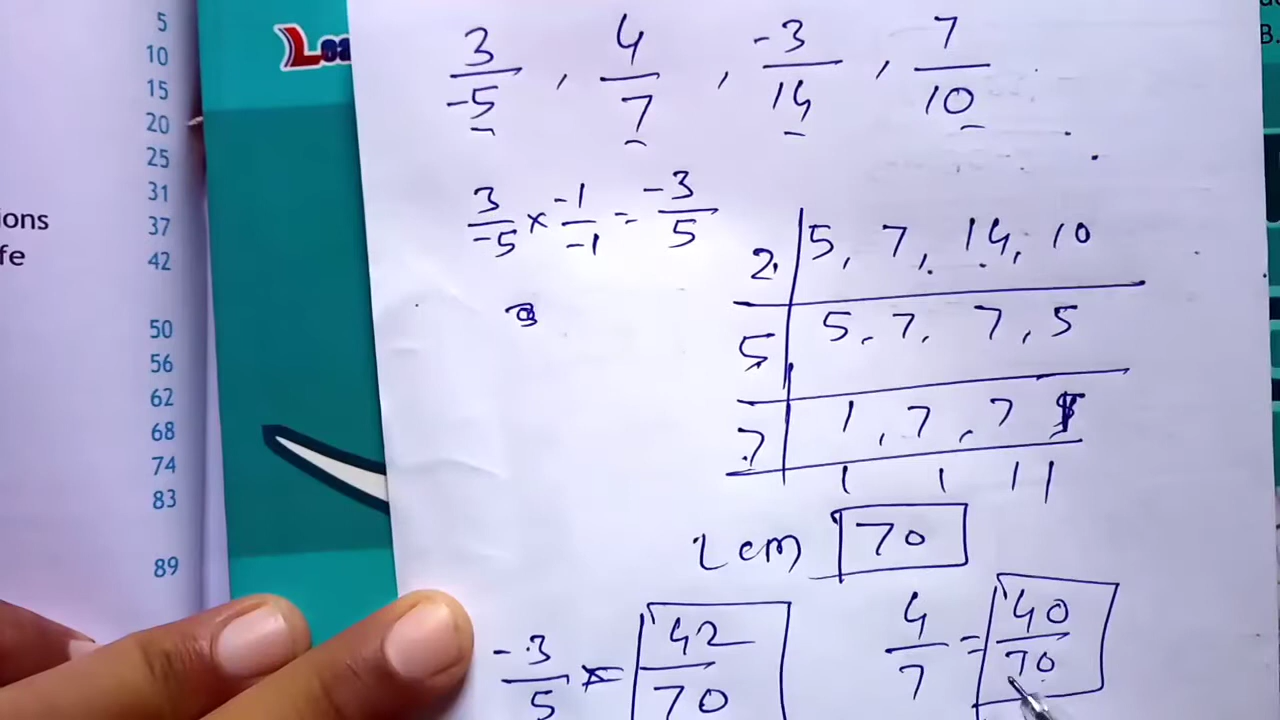 5
10
15
20
25
31
37
42
50
56
62
68
74
83
89
ions
fe
Loa
B.
3/-5 , 4/7 , -3/14 , 7/10
3/-5 × -1/-1 = -3/5
2 | 5, 7, 14, 10
5 | 5, 7, 7, 5
7 | 1, 7, 7 1
1 1 1 1
Lcm 70
-3/5 = 42/70
4/7 = 40/70